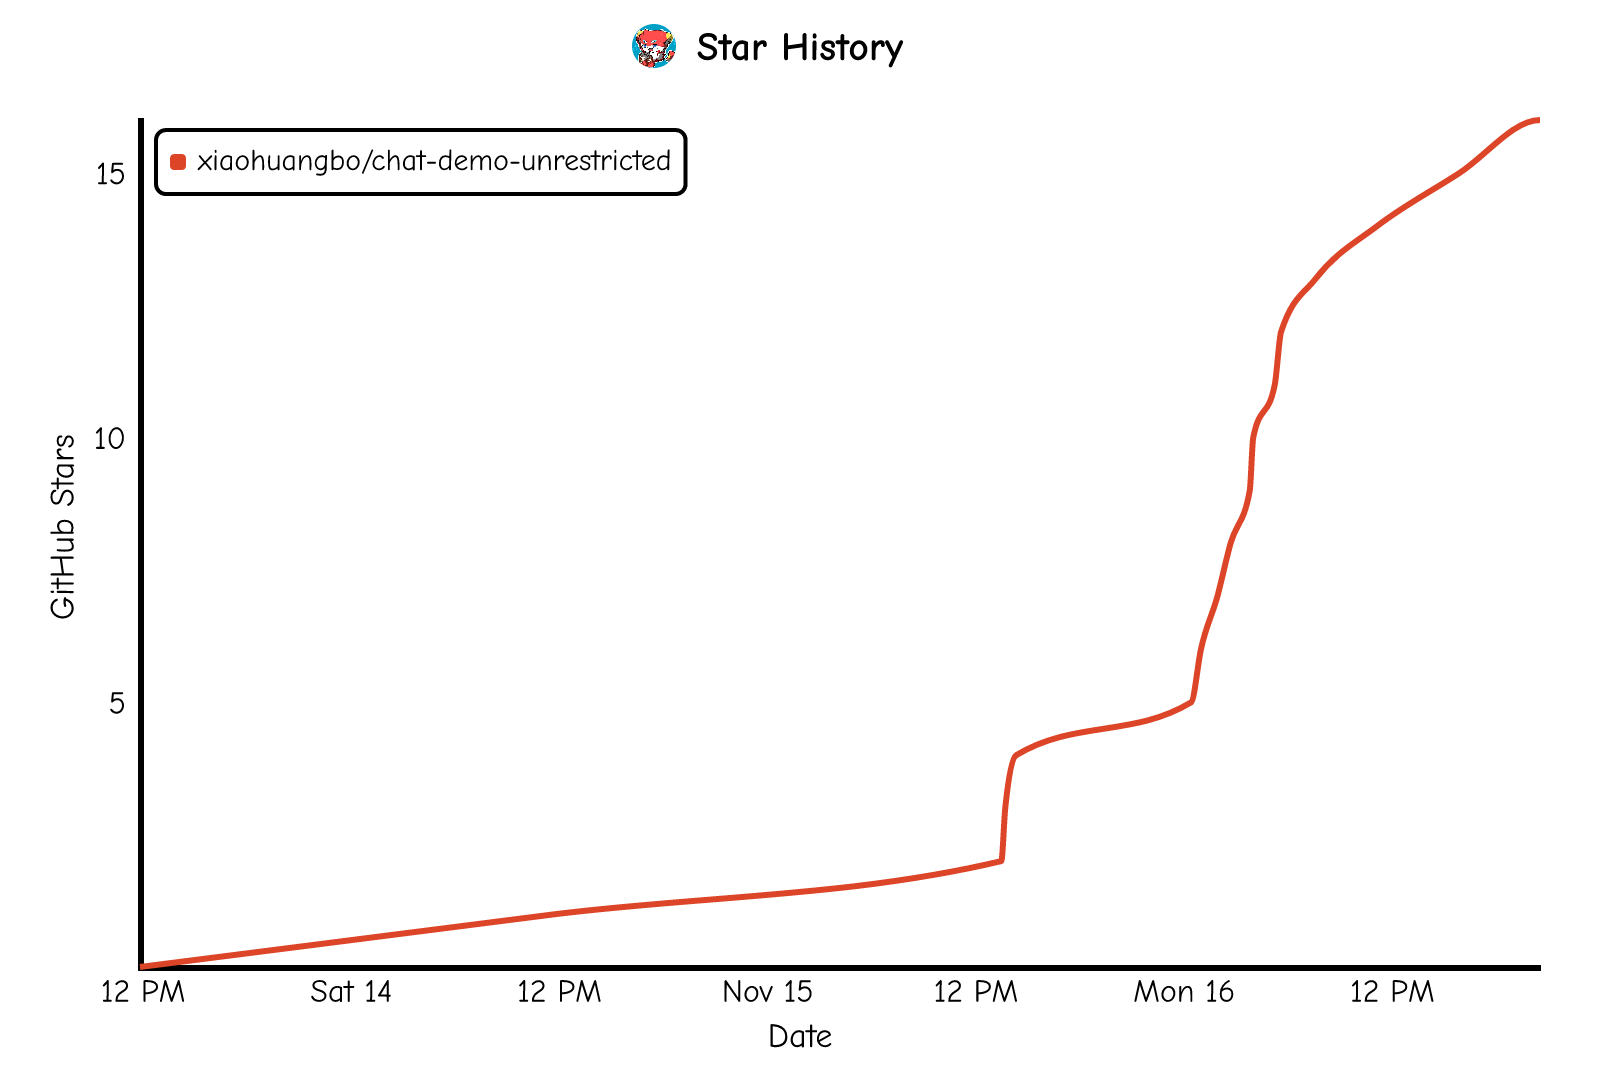 Star History
xiaohuangbo/chat-demo-unrestricted
15
10
5
GitHub Stars
12 PM
Sat 14
12 PM
Nov 15
12 PM
Mon 16
12 PM
Date